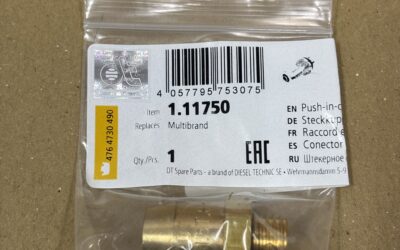 4 057795 753075
Item 1.11750
Replaces Multibrand
Qty./Pcs. 1
EAC
EN Push-in-c
DE Steckkup
FR Raccord e
ES Conector
RU Штекерное
DT Spare Parts - a brand of DIESEL TECHNIC SE • Wehrmannsdamm 5-9
476 4730 490